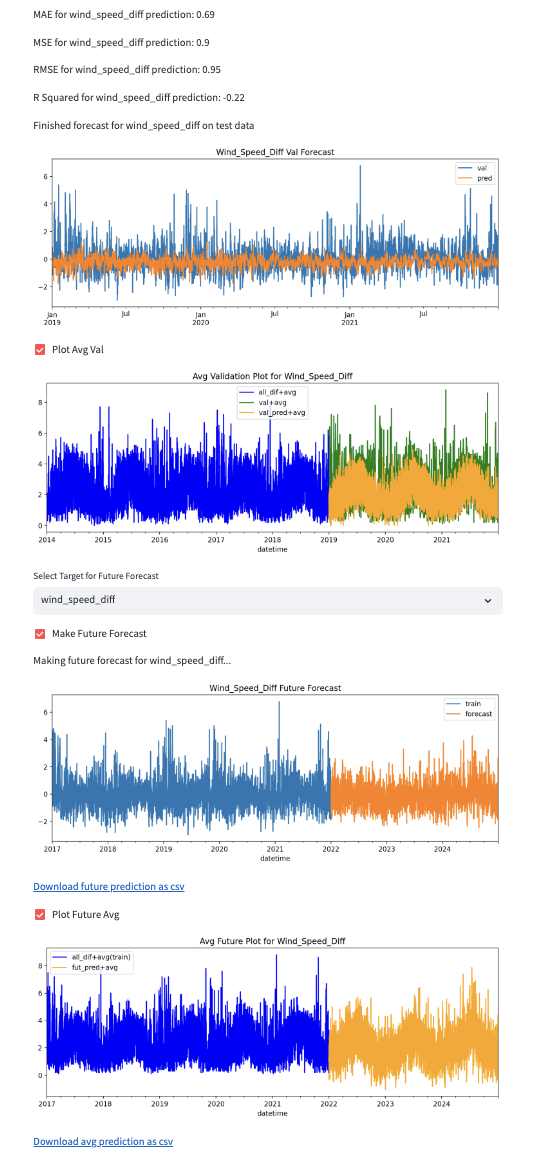 MAE for wind_speed_diff prediction: 0.69
MSE for wind_speed_diff prediction: 0.9
RMSE for wind_speed_diff prediction: 0.95
R Squared for wind_speed_diff prediction: -0.22
Finished forecast for wind_speed_diff on test data
Wind_Speed_Diff Val Forecast
val
pred
6
4
2
0
−2
Jan Jul Jan Jul Jan Jul
2019 2020 2021
Plot Avg Val
Avg Validation Plot for Wind_Speed_Diff
all_dif+avg
val+avg
val_pred+avg
8
6
4
2
0
2014 2015 2016 2017 2018 2019 2020 2021
datetime
Select Target for Future Forecast
wind_speed_diff
Make Future Forecast
Making future forecast for wind_speed_diff...
Wind_Speed_Diff Future Forecast
train
forecast
6
4
2
0
−2
2017 2018 2019 2020 2021 2022 2023 2024
datetime
Download future prediction as csv
Plot Future Avg
Avg Future Plot for Wind_Speed_Diff
all_dif+avg(train)
fut_pred+avg
8
6
4
2
0
2017 2018 2019 2020 2021 2022 2023 2024
datetime
Download avg prediction as csv